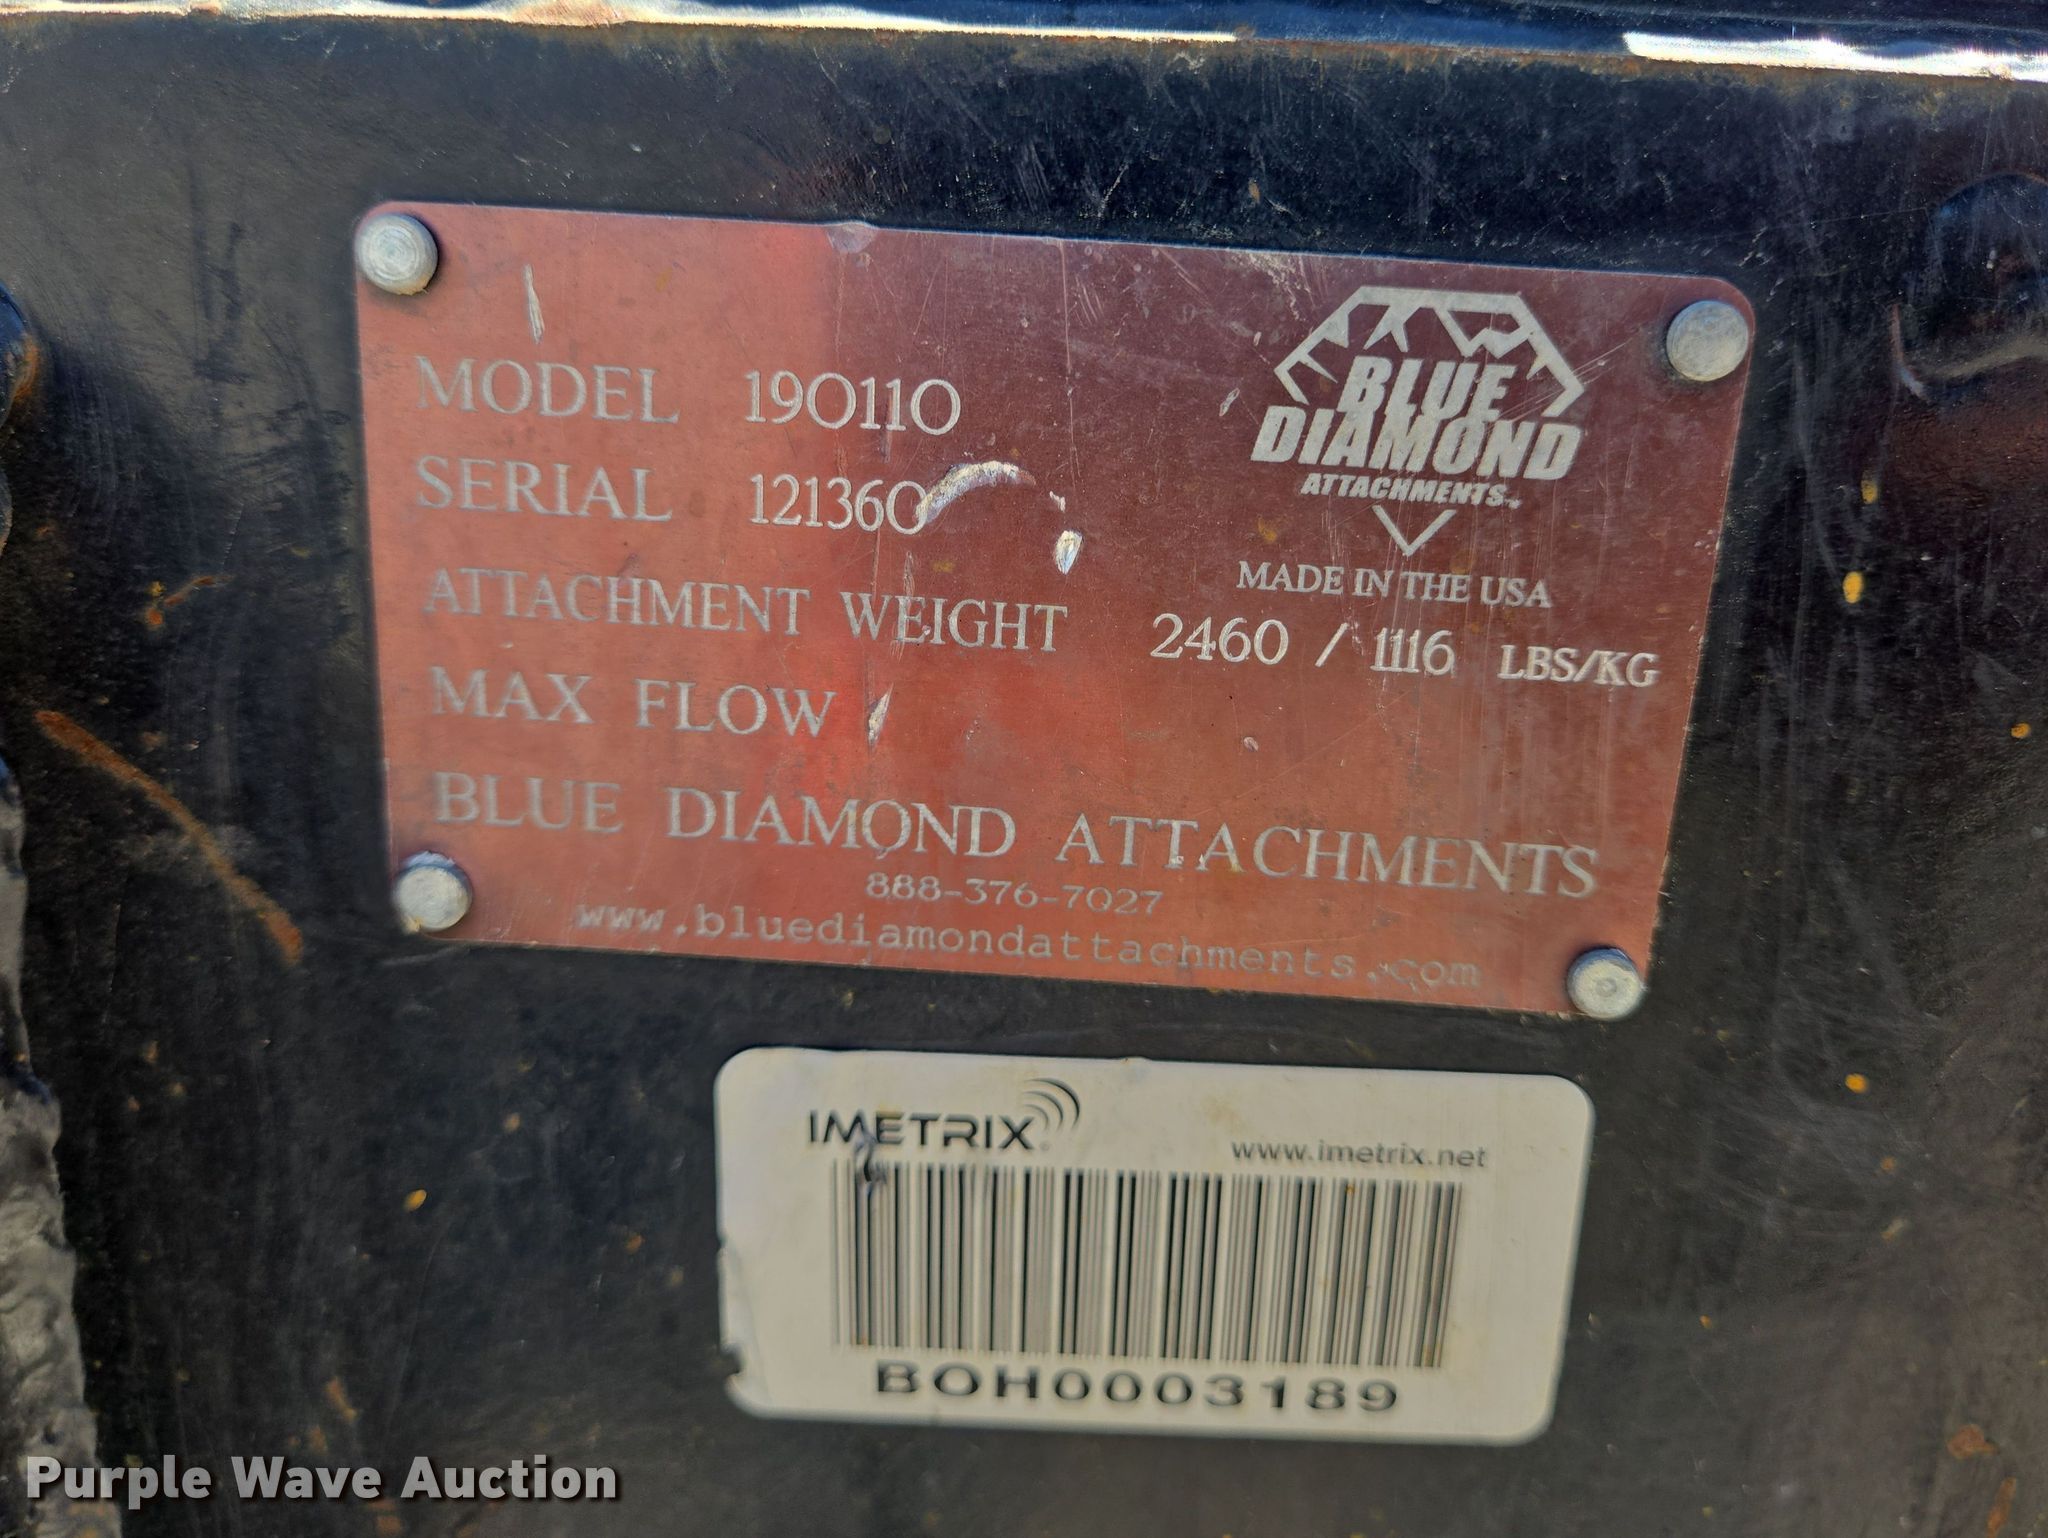 BLUE
DIAMOND
ATTACHMENTS
MADE IN THE USA
MODEL 190110
SERIAL 121360
ATTACHMENT WEIGHT 2460 / 1116 LBS/KG
MAX FLOW
BLUE DIAMOND ATTACHMENTS
888-376-7027
www.bluediamondattachments.com
IMETRIX
www.imetrix.net
BOH0003189
Purple Wave Auction